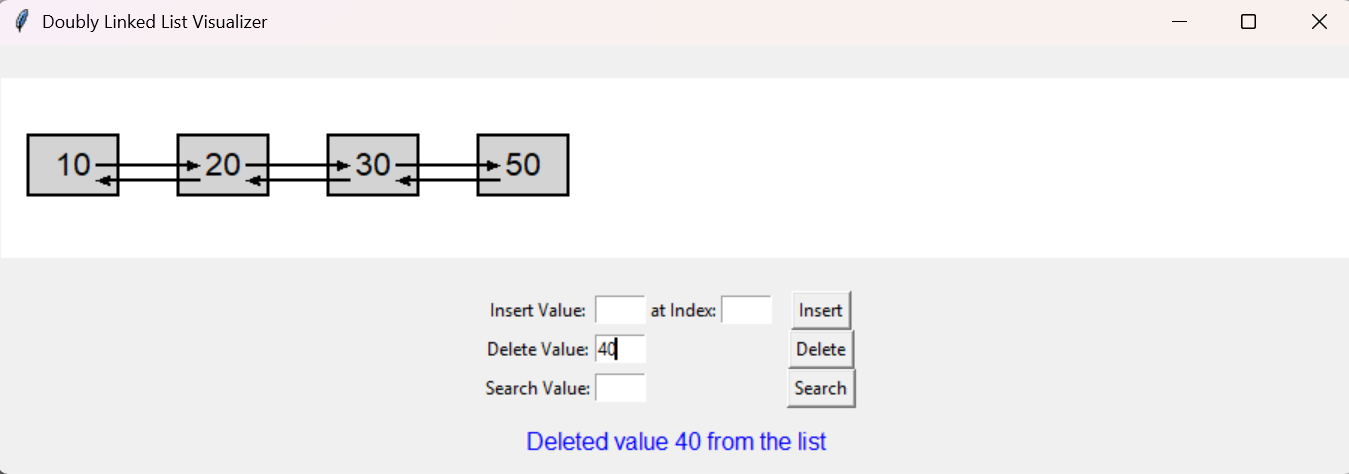 Doubly Linked List Visualizer
10 20 30 50
Insert Value: at Index: Insert
Delete Value: 40 Delete
Search Value: Search
Deleted value 40 from the list